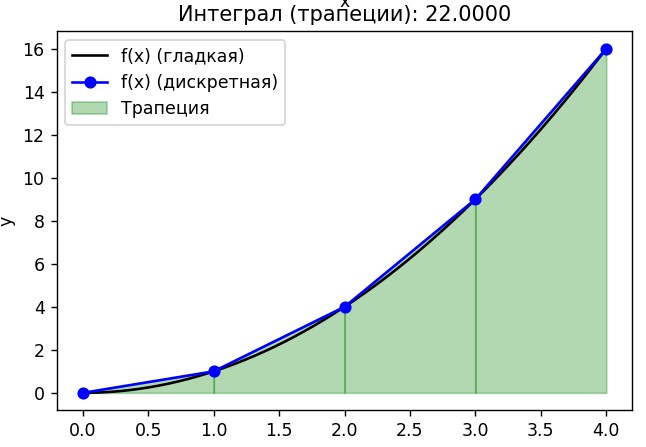 x
Интеграл (трапеции): 22.0000
f(x) (гладкая)
f(x) (дискретная)
Трапеция
y
16
14
12
10
8
6
4
2
0
0.0 0.5 1.0 1.5 2.0 2.5 3.0 3.5 4.0